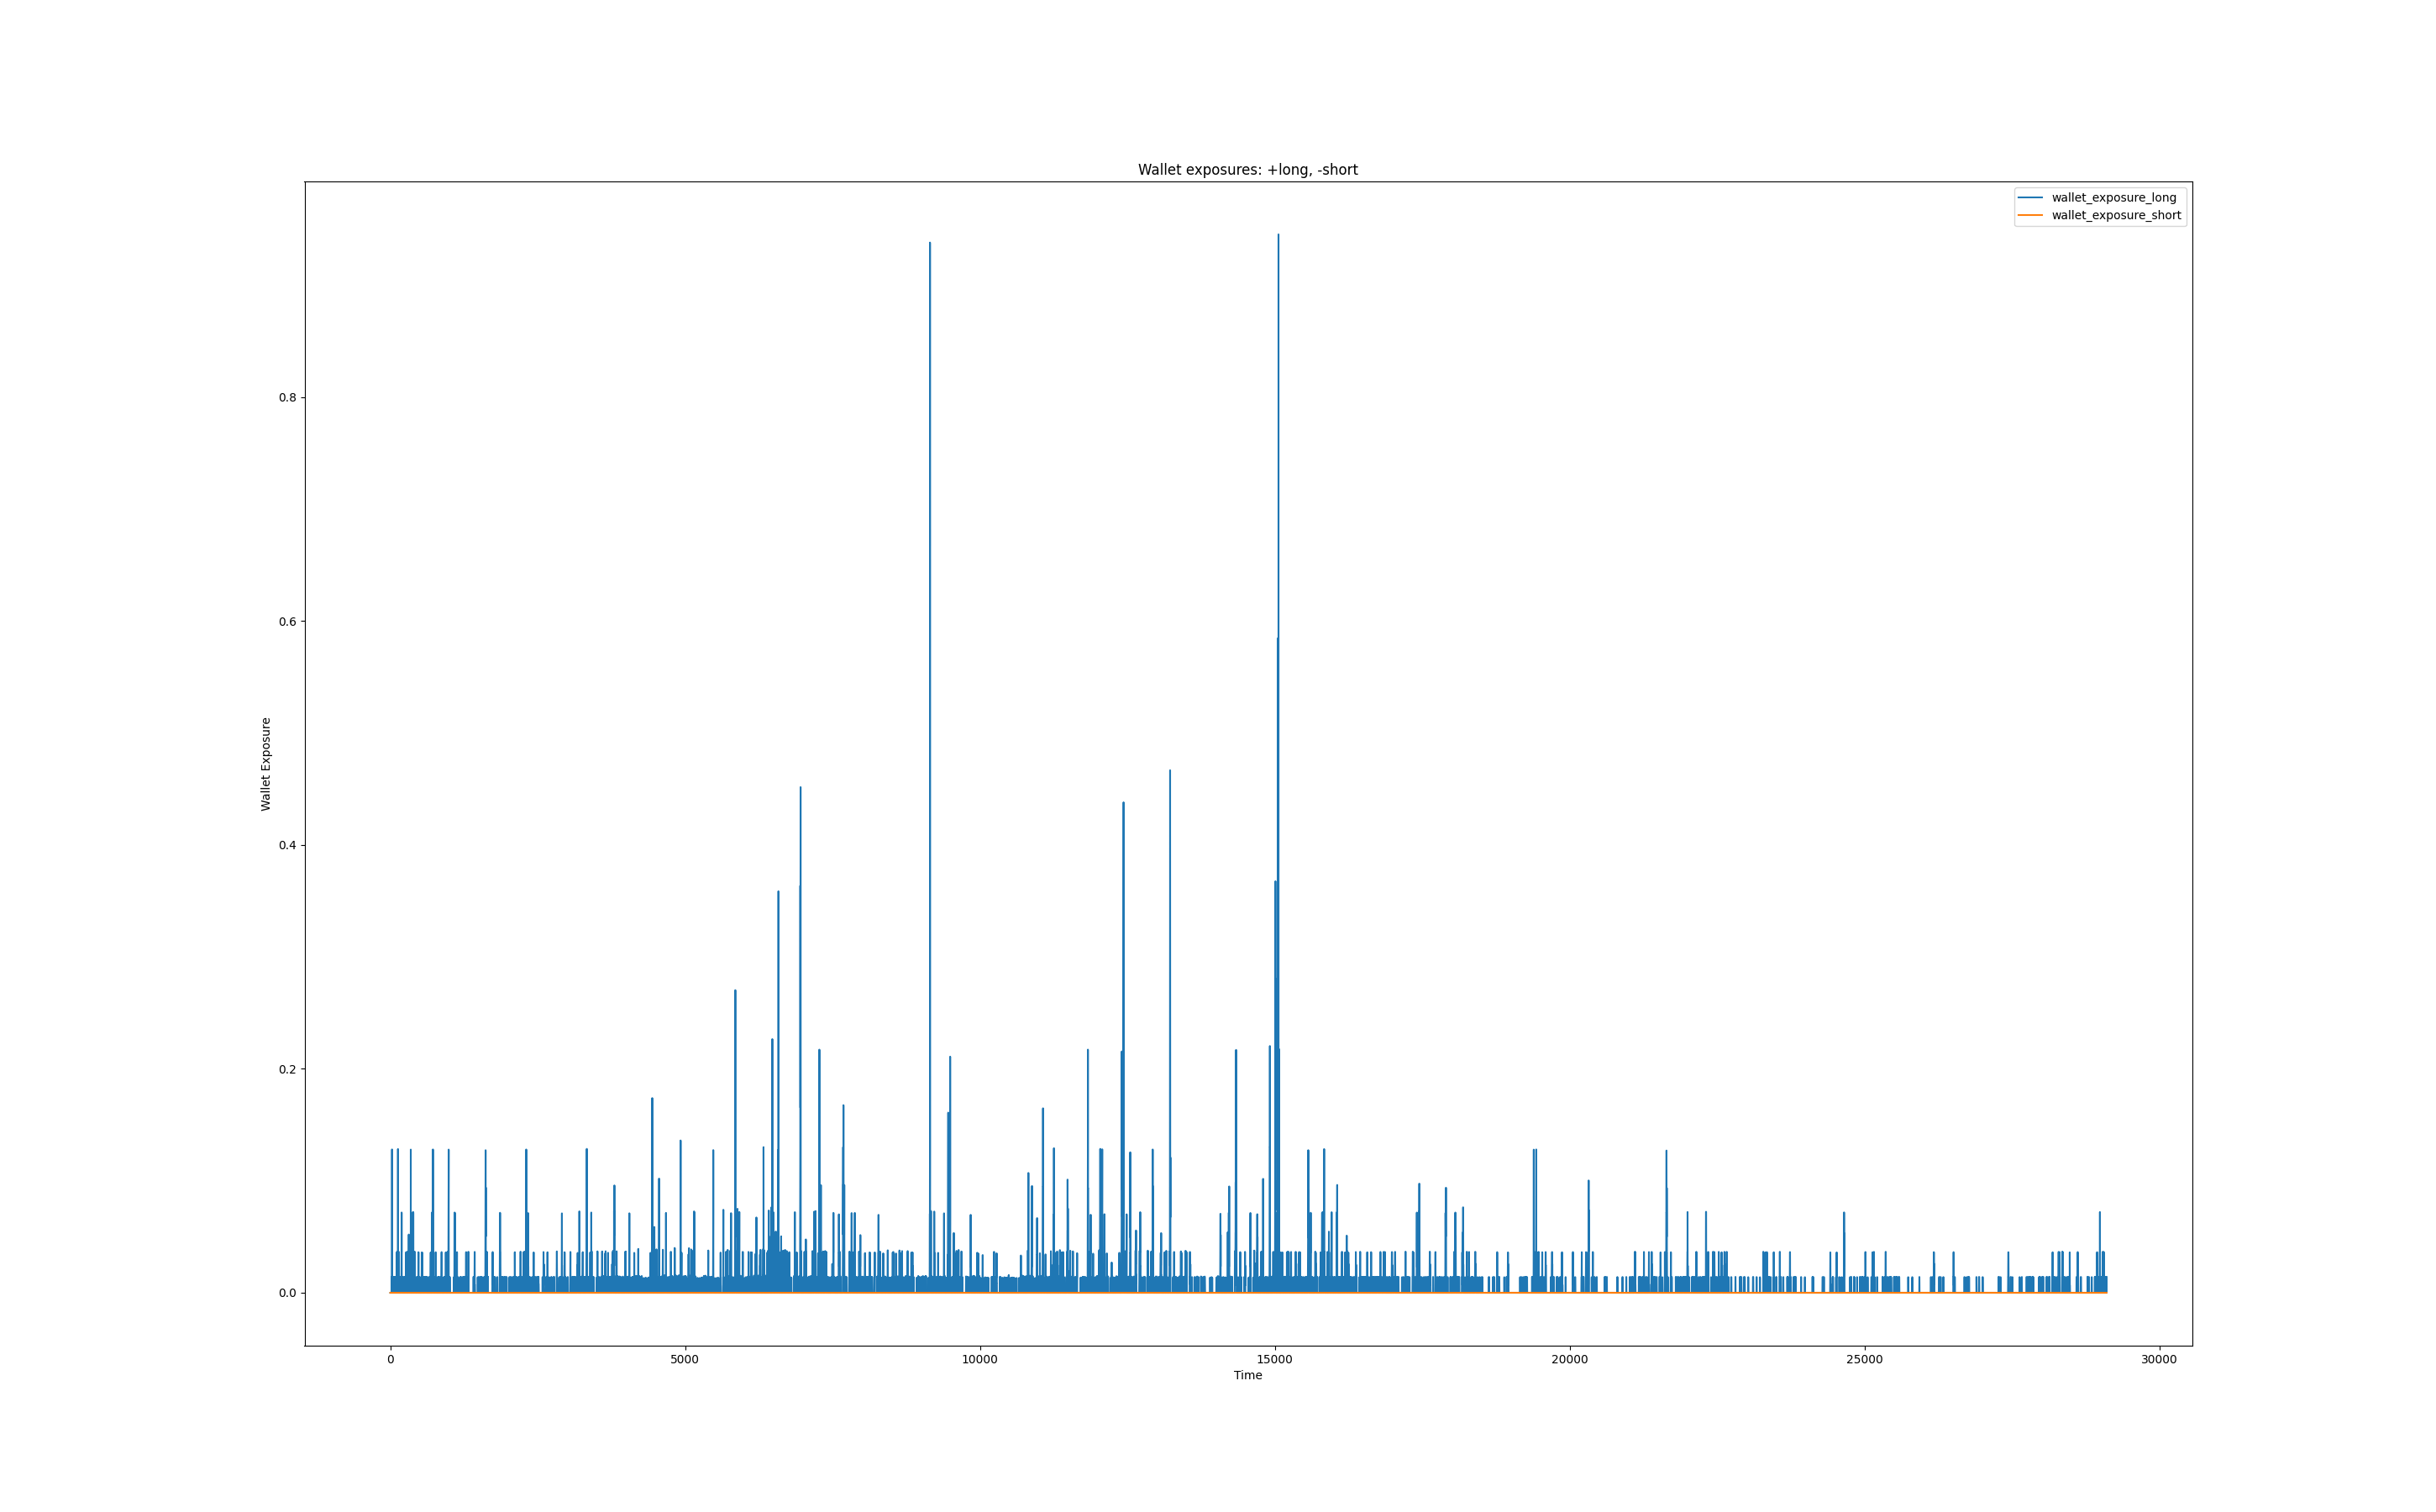 Wallet exposures: +long, -short
wallet_exposure_long
wallet_exposure_short
0.8
0.6
0.4
0.2
0.0
Wallet Exposure
0 5000 10000 15000 20000 25000 30000
Time